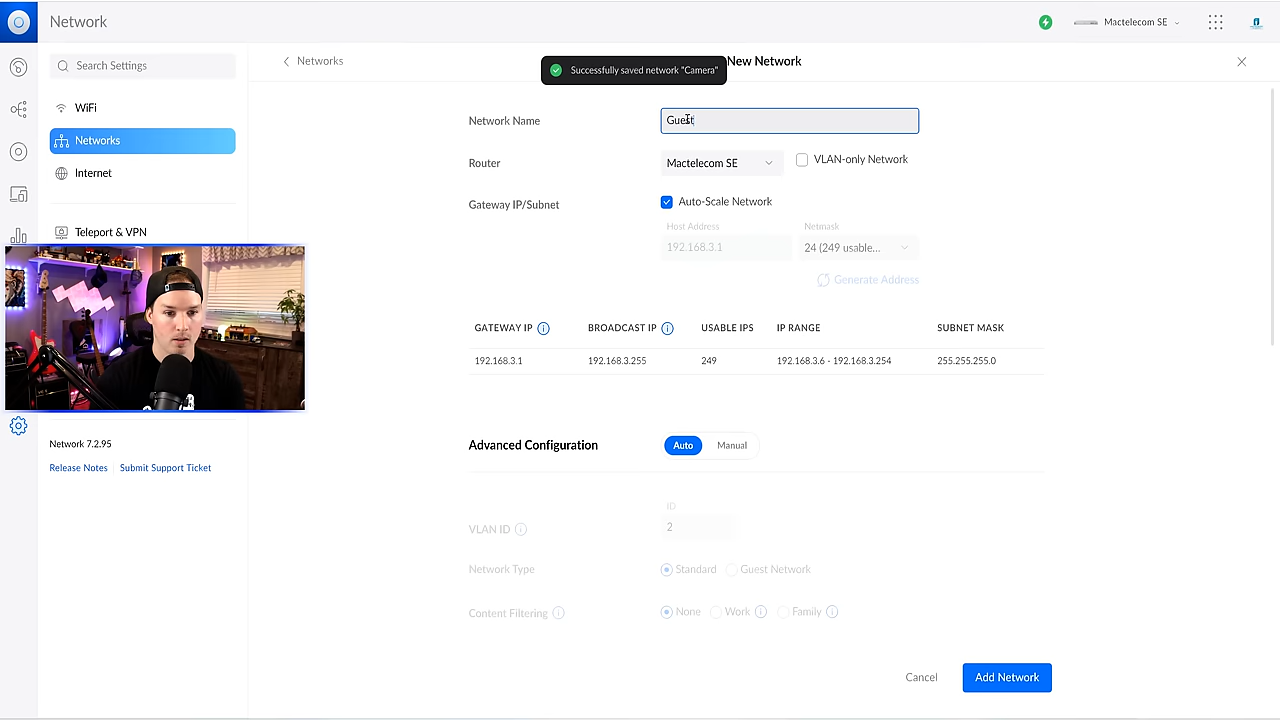 Network
Mactelecom SE
Search Settings
Networks
Successfully saved network "Camera"
New Network
WiFi
Networks
Internet
Teleport & VPN
Network 7.2.95
Release Notes
Submit Support Ticket
Network Name
Guest
Router
Mactelecom SE
VLAN-only Network
Gateway IP/Subnet
Auto-Scale Network
Host Address
Netmask
192.168.3.1
24 (249 usable...
Generate Address
GATEWAY IP BROADCAST IP USABLE IPS IP RANGE SUBNET MASK
192.168.3.1 192.168.3.255 249 192.168.3.6 - 192.168.3.254 255.255.255.0
Advanced Configuration
Auto
Manual
ID
VLAN ID
2
Network Type
Standard
Guest Network
Content Filtering
None
Work
Family
Cancel
Add Network